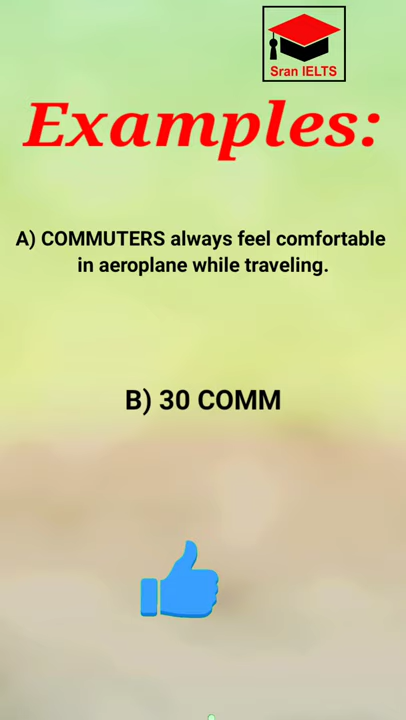 Sran IELTS
Examples:
A) COMMUTERS always feel comfortable
in aeroplane while traveling.
B) 30 COMM